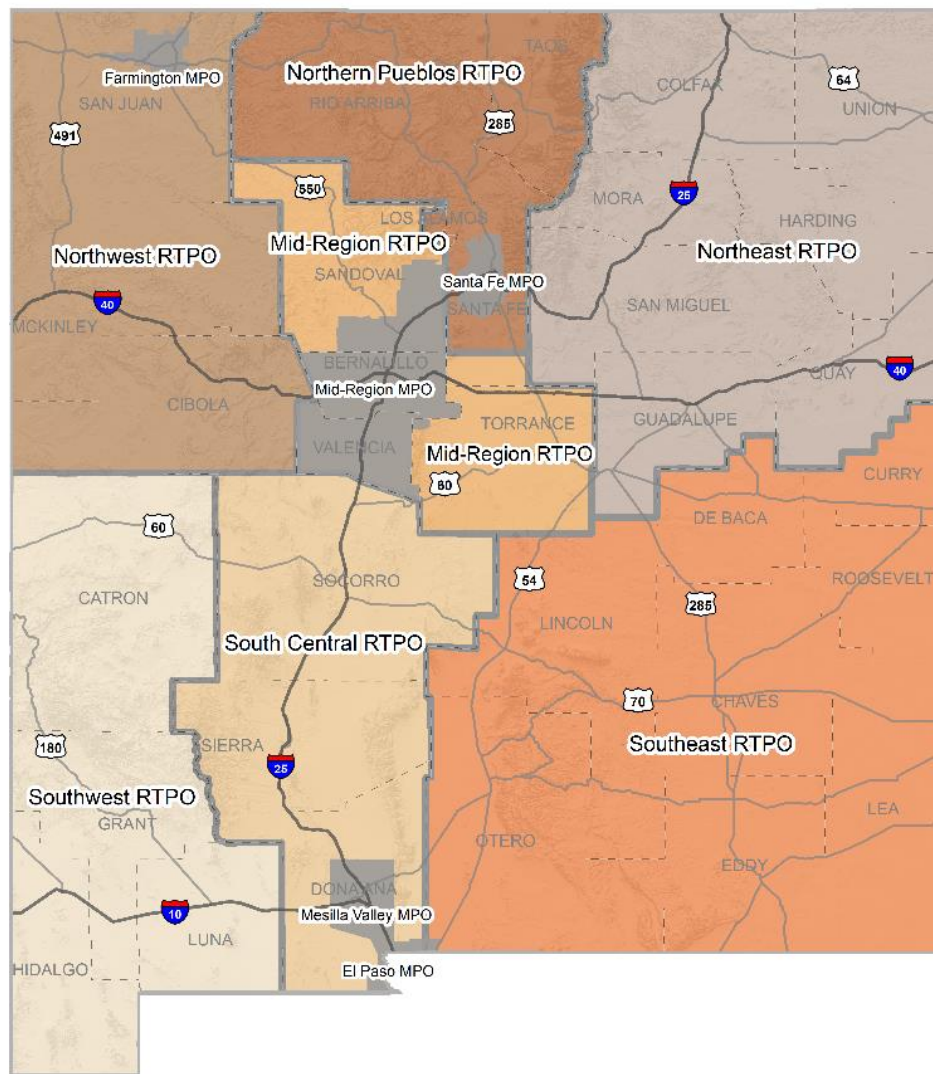 TAOS
Northern Pueblos RTPO
Farmington MPO
COLFAX
64
SAN JUAN
RIO ARRIBA
UNION
285
491
550
25
MORA
LOS ALAMOS
HARDING
Mid-Region RTPO
Northwest RTPO
Northeast RTPO
SANDOVAL
Santa Fe MPO
40
SANTA FE
SAN MIGUEL
MCKINLEY
BERNALILLO
QUAY
40
Mid-Region MPO
CIBOLA
TORRANCE
GUADALUPE
VALENCIA
Mid-Region RTPO
CURRY
60
60
DE BACA
SOCORRO
54
ROOSEVELT
CATRON
285
LINCOLN
South Central RTPO
70
CHAVES
SIERRA
180
Southeast RTPO
25
Southwest RTPO
LEA
GRANT
OTERO
EDDY
DONA ANA
10
Mesilla Valley MPO
LUNA
HIDALGO
El Paso MPO